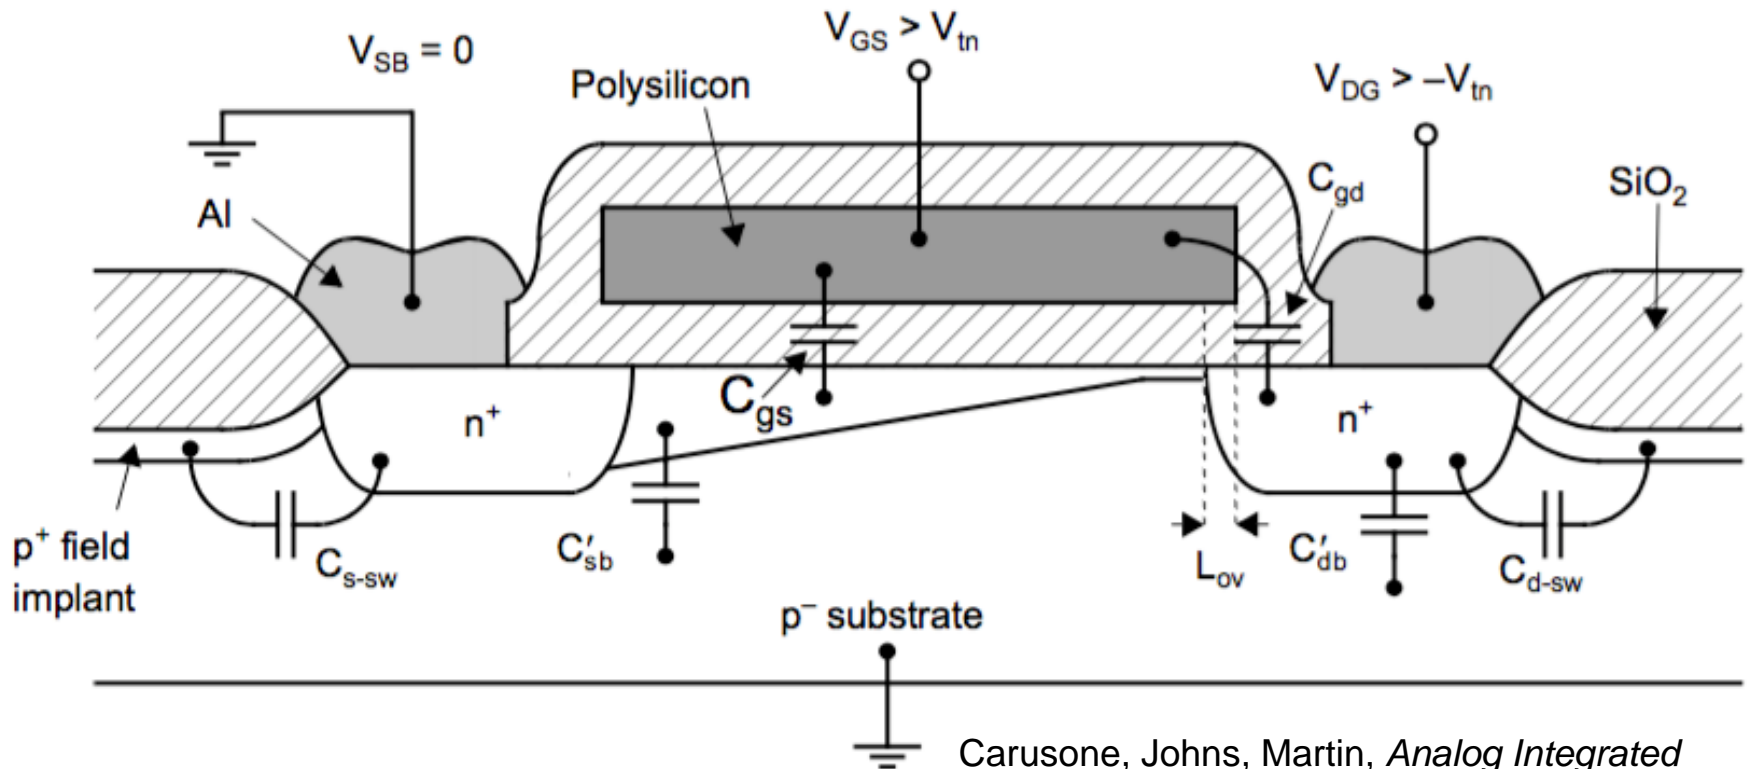 V_SB = 0
V_GS > V_tn
Polysilicon
V_DG > –V_tn
Al
C_gd
SiO₂
C_gs
n⁺
n⁺
p⁺ field
implant
C_s-sw
C′_sb
L_ov
C′_db
C_d-sw
p⁻ substrate
Carusone, Johns, Martin, Analog Integrated